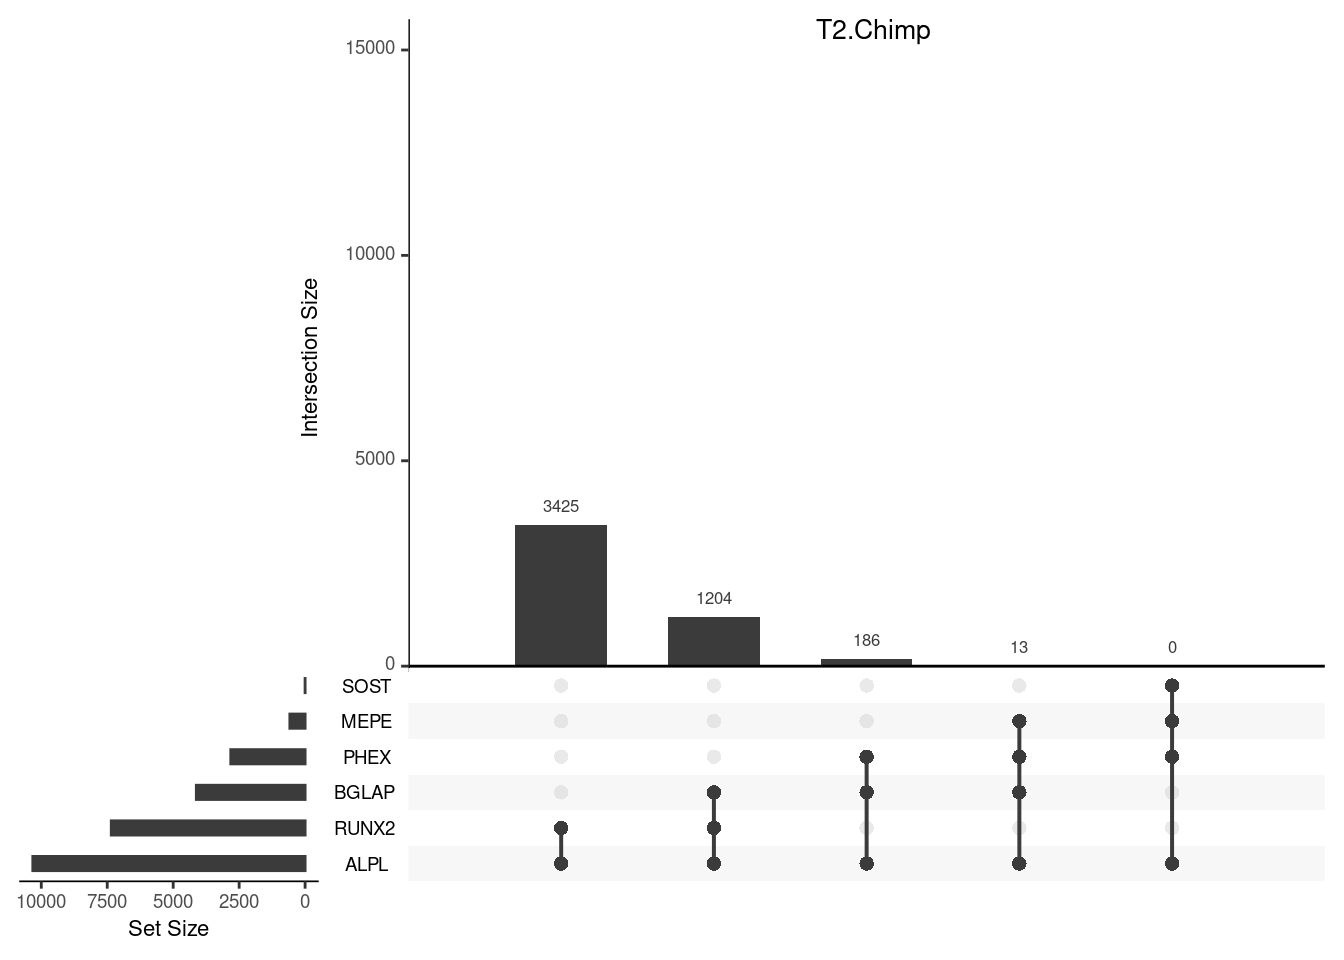 T2.Chimp
15000
10000
5000
0
Intersection Size
3425
1204
186
13
0
SOST
MEPE
PHEX
BGLAP
RUNX2
ALPL
10000 7500 5000 2500 0
Set Size